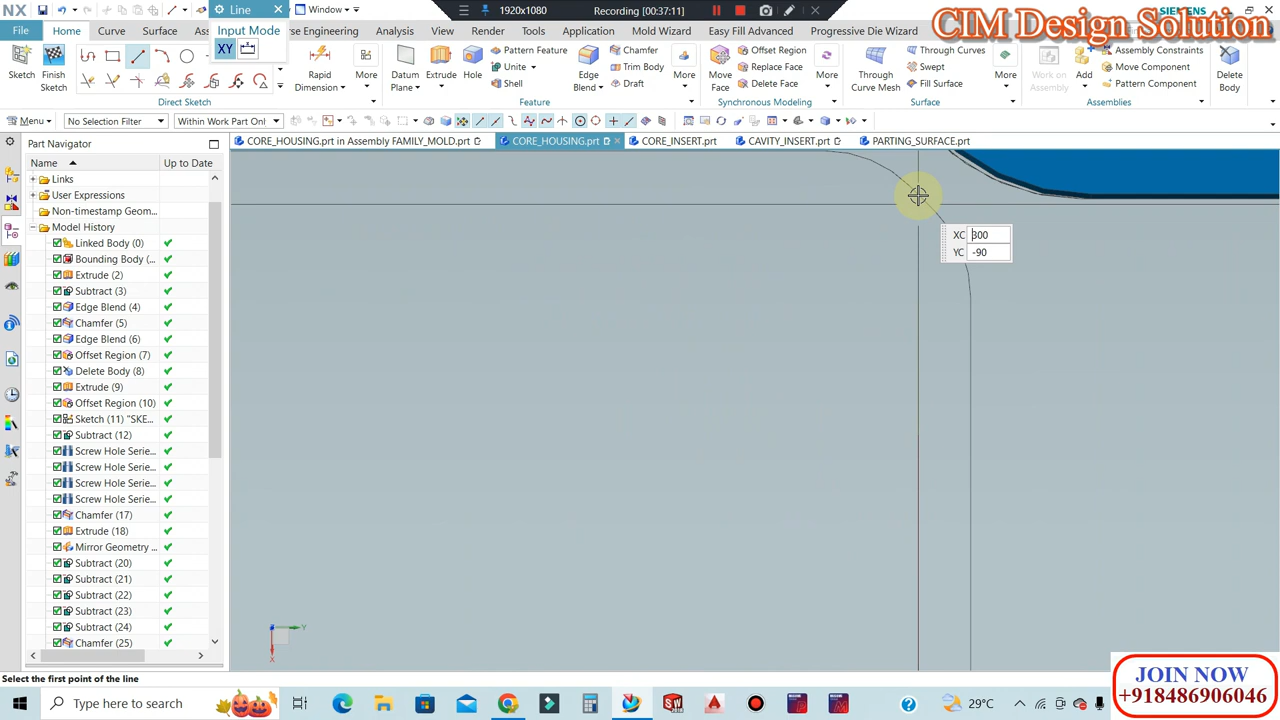 NX
Line
Window
1920x1080
Recording [00:37:11]
SIEMENS
CIM Design Solution
File
Home
Curve
Surface
Input Mode
XY
Reverse Engineering
Analysis
View
Render
Tools
Application
Mold Wizard
Easy Fill Advanced
Progressive Die Wizard
Sketch
Finish Sketch
Rapid Dimension
More
Datum Plane
Extrude
Hole
Pattern Feature
Unite
Shell
Edge Blend
Chamfer
Trim Body
Draft
More
Move Face
Offset Region
Replace Face
Delete Face
More
Through Curve Mesh
Through Curves
Swept
Fill Surface
More
Work on Assembly
Add
Assembly Constraints
Move Component
Pattern Component
Delete Body
Direct Sketch
Feature
Synchronous Modeling
Surface
Assemblies
Menu
No Selection Filter
Within Work Part On
Part Navigator
CORE_HOUSING.prt in Assembly FAMILY_MOLD.prt
CORE_HOUSING.prt
CORE_INSERT.prt
CAVITY_INSERT.prt
PARTING_SURFACE.prt
Name
Up to Date
Links
User Expressions
Non-timestamp Geom...
Model History
Linked Body (0)
Bounding Body (...
Extrude (2)
Subtract (3)
Edge Blend (4)
Chamfer (5)
Edge Blend (6)
Offset Region (7)
Delete Body (8)
Extrude (9)
Offset Region (10)
Sketch (11) "SKE...
Subtract (12)
Screw Hole Serie...
Screw Hole Serie...
Screw Hole Serie...
Screw Hole Serie...
Chamfer (17)
Extrude (18)
Mirror Geometry ...
Subtract (20)
Subtract (21)
Subtract (22)
Subtract (23)
Subtract (24)
Chamfer (25)
XC 300
YC -90
Y
X
Select the first point of the line
JOIN NOW
+918486906046
Type here to search
29°C